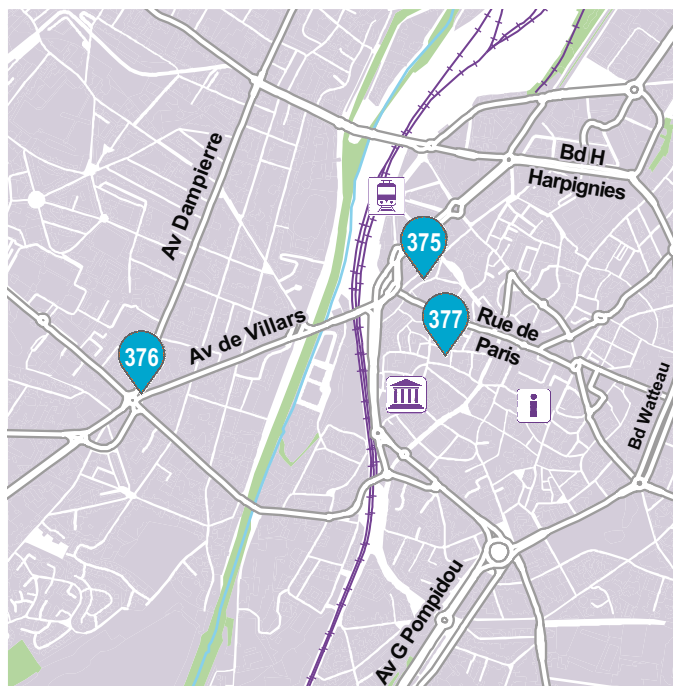 Av Dampierre
Bd H
Harpignies
375
377
Rue de
Paris
Av de Villars
376
Bd Watteau
Av G Pompidou